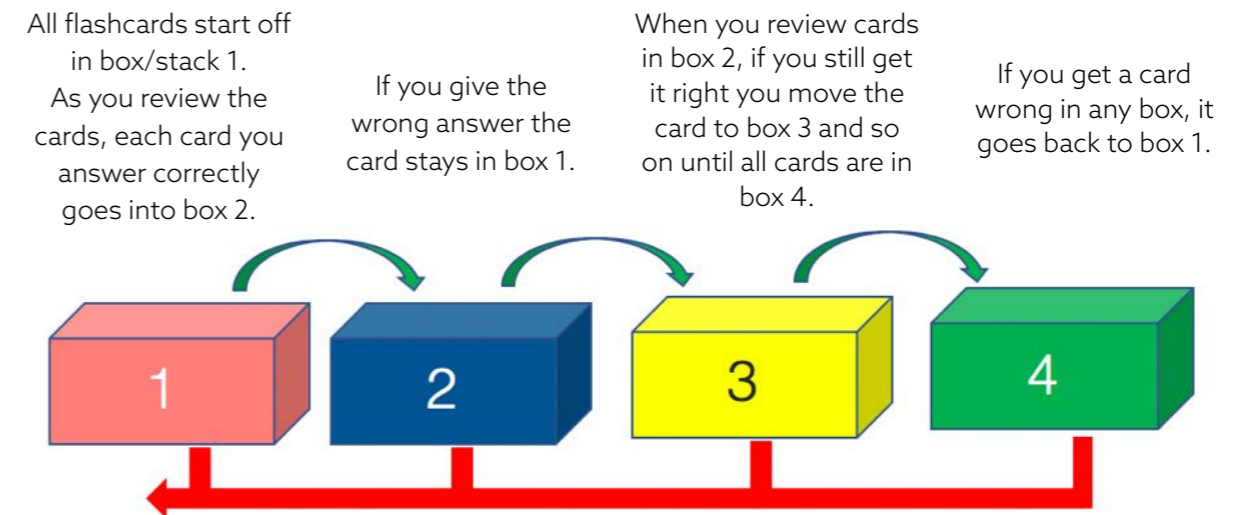 All flashcards start off
in box/stack 1.
As you review the
cards, each card you
answer correctly
goes into box 2.
If you give the
wrong answer the
card stays in box 1.
When you review cards
in box 2, if you still get
it right you move the
card to box 3 and so
on until all cards are in
box 4.
If you get a card
wrong in any box, it
goes back to box 1.
1
2
3
4